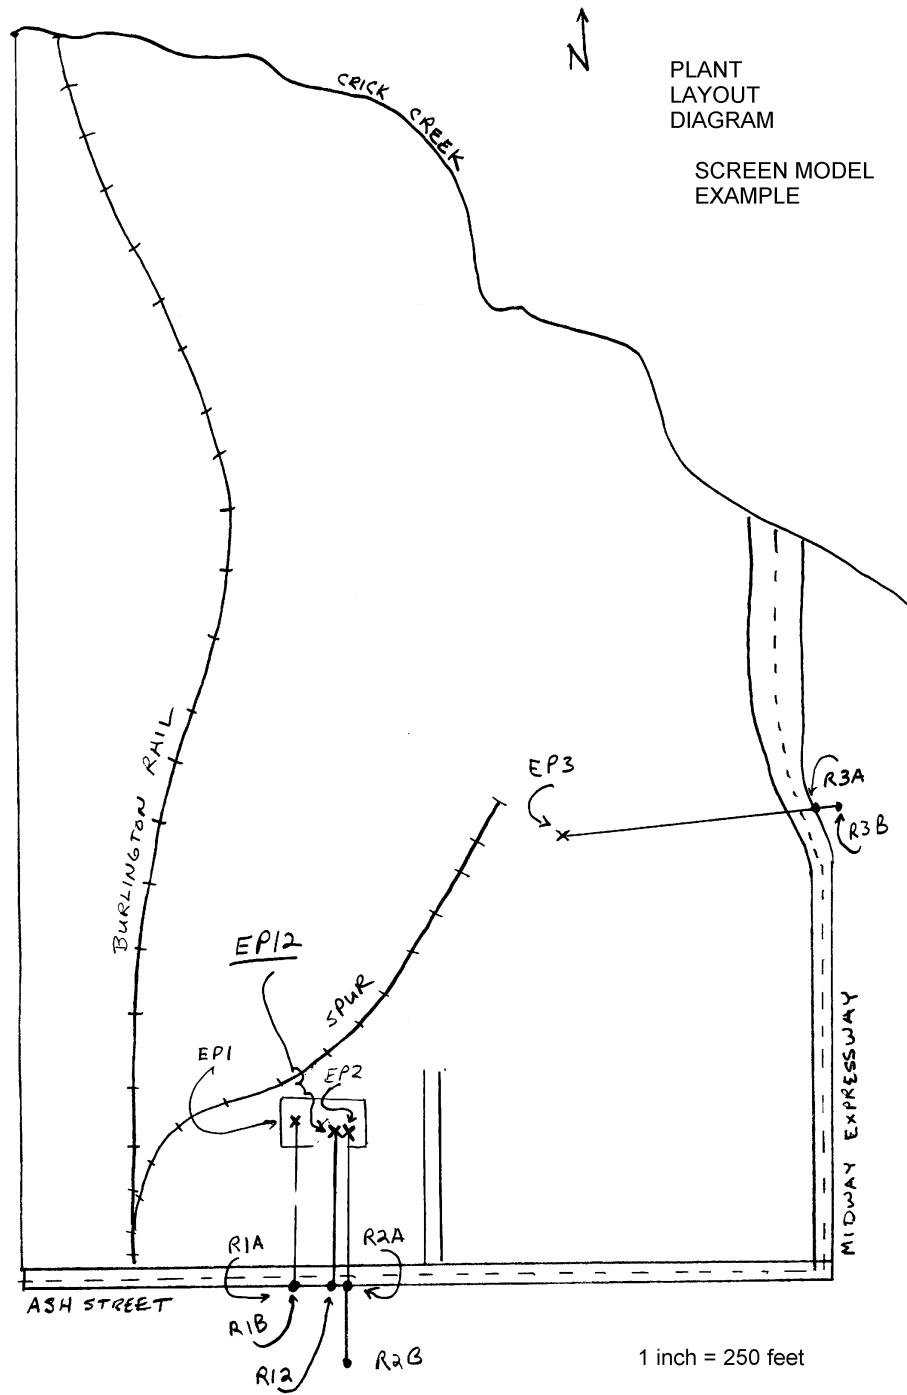 N
PLANT
LAYOUT
DIAGRAM
SCREEN MODEL
EXAMPLE
CRICK
CREEK
BURLINGTON RAIL
EP3
R3A
R3B
EP12
SPUR
EP1
EP2
MIDWAY EXPRESSWAY
R1A
R2A
ASH STREET
R1B
R12
R2B
1 inch = 250 feet